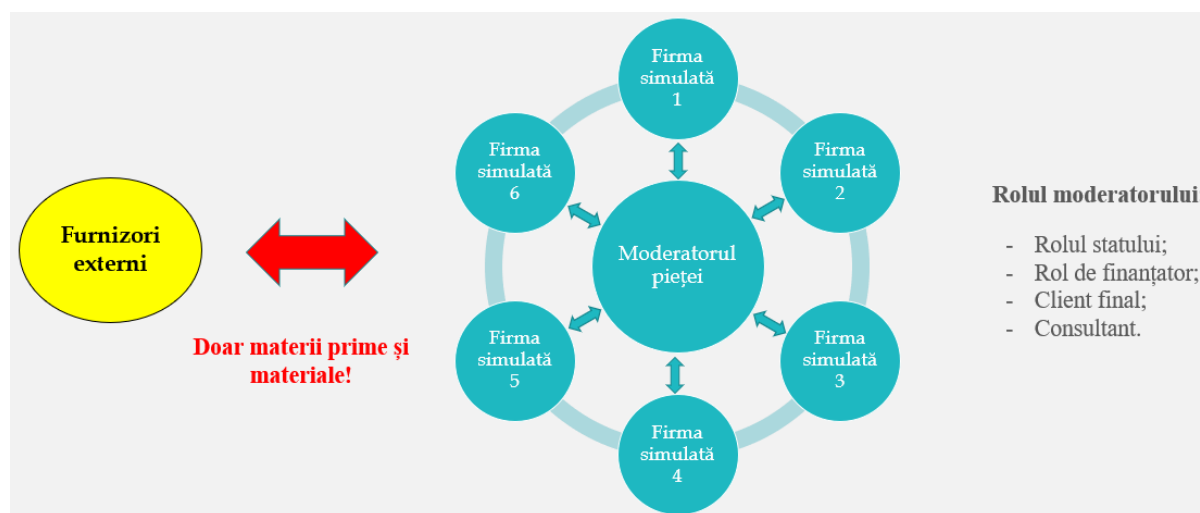 Furnizori
externi
Doar materii prime și
materiale!
Firma
simulată
1
Firma
simulată
2
Firma
simulată
3
Firma
simulată
4
Firma
simulată
5
Firma
simulată
6
Moderatorul
pieței
Rolul moderatorului
- Rolul statului;
- Rol de finanțator;
- Client final;
- Consultant.